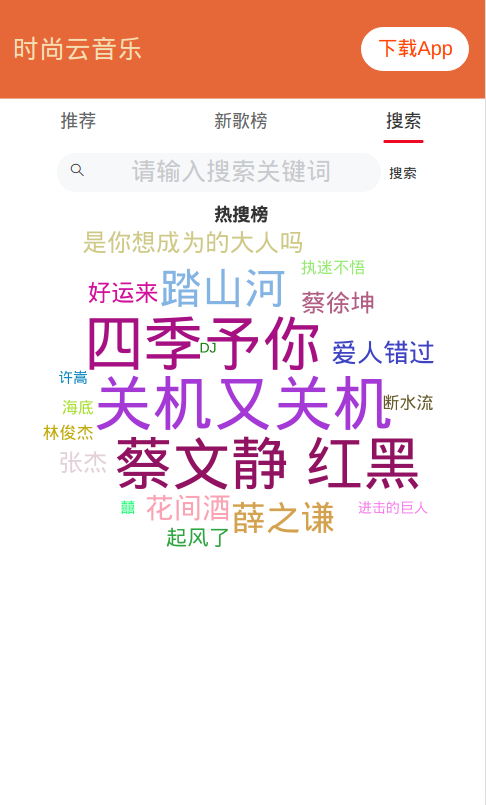 时尚云音乐
下载App
推荐 新歌榜 搜索
请输入搜索关键词 搜索
热搜榜
是你想成为的大人吗
执迷不悟
好运来 踏山河 蔡徐坤
四季予你
DJ
爱人错过
许嵩
关机又关机
海底
断水流
林俊杰
蔡文静 红黑
张杰
囍 花间酒 薛之谦 进击的巨人
起风了